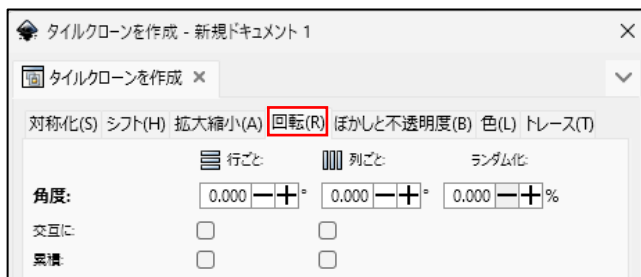 タイルクローンを作成 - 新規ドキュメント 1
タイルクローンを作成
対称化(S) シフト(H) 拡大縮小(A) 回転(R) ぼかしと不透明度(B) 色(L) トレース(T)
行ごと: 列ごと: ランダム化:
角度: 0.000 ° 0.000 ° 0.000 %
交互に:
累積: